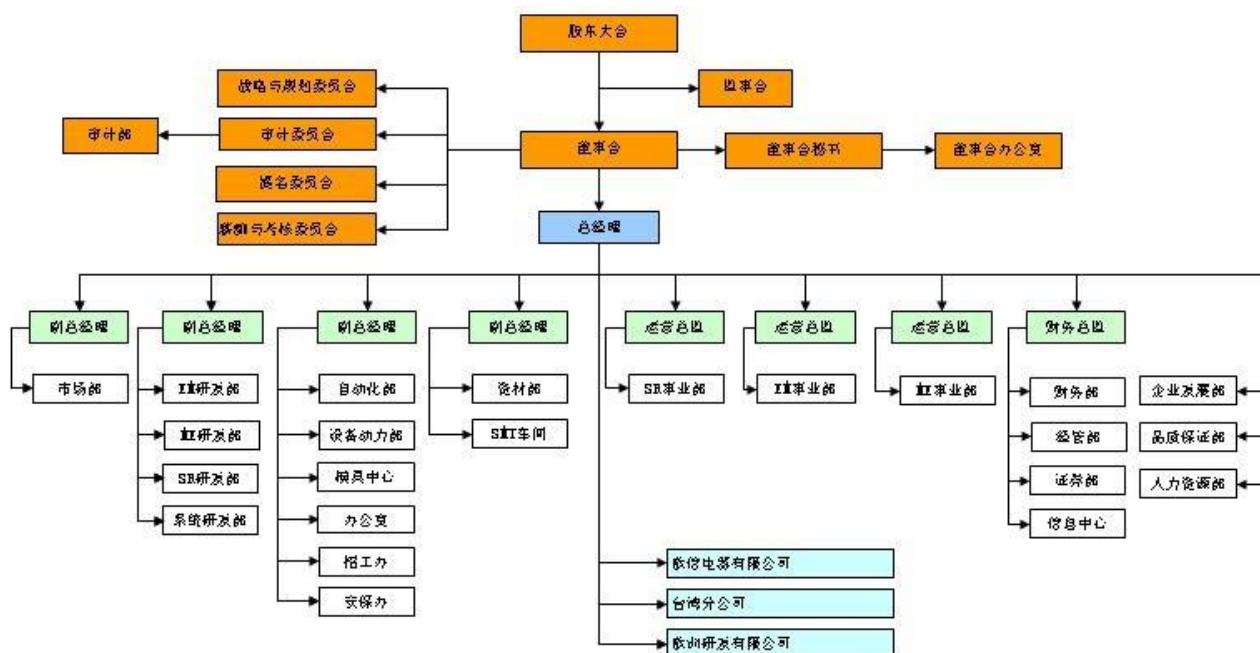 股东大会
战略与规划委员会
监事会
审计部
审计委员会
董事会
董事会秘书
董事会办公室
提名委员会
薪酬与考核委员会
总经理
副总经理
副总经理
副总经理
副总经理
运营总监
运营总监
运营总监
财务总监
市场部
研发部
自动化部
资材部
SR事业部
事业部
事业部
财务部
企业发展部
研发部
设备动力部
SMT车间
经管部
品质保证部
SR研发部
模具中心
证券部
人力资源部
系统研发部
办公室
信息中心
招工办
电器有限公司
安保办
台湾分公司
研发有限公司